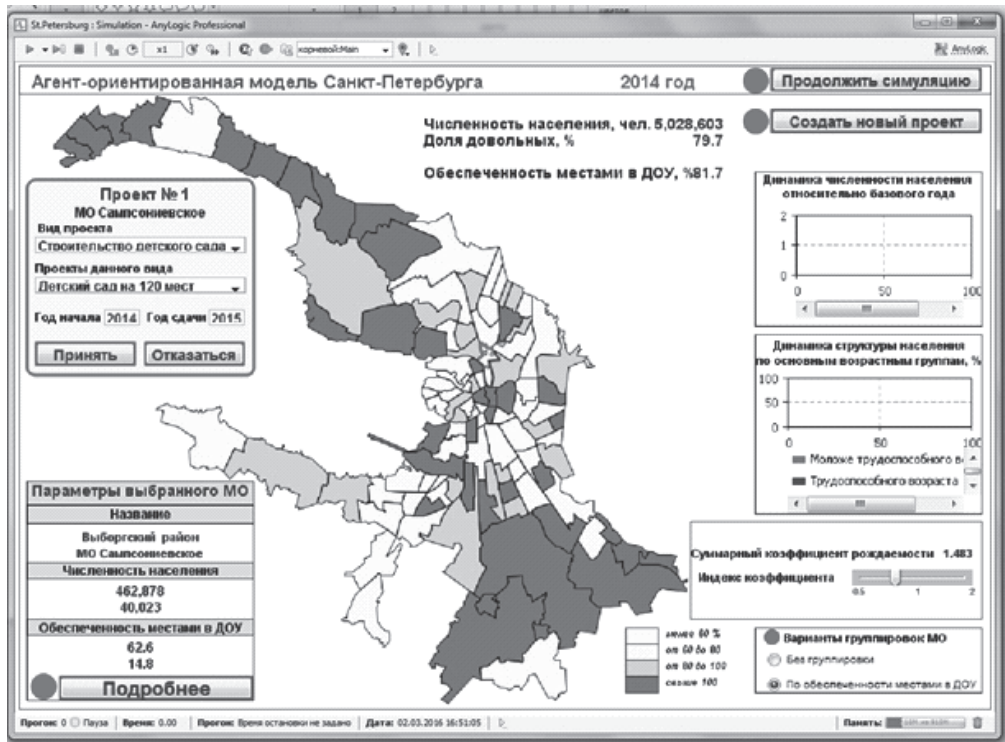 St.Petersburg : Simulation - AnyLogic Professional
x1
корневой:Main
AnyLogic
Агент-ориентированная модель Санкт-Петербурга
2014 год
Продолжить симуляцию
Численность населения, чел. 5,028,603
Доля довольных, % 79.7
Обеспеченность местами в ДОУ, %81.7
Создать новый проект
Проект № 1
МО Сампсониевское
Вид проекта
Строительство детского сада
Проекты данного вида
Детский сад на 120 мест
Год начала 2014 Год сдачи 2015
Принять Отказаться
Динамика численности населения
относительно базового года
2
1
0
0 50 100
Динамика структуры населения
по основным возрастным группам, %
100
50
0
0 50 100
Моложе трудоспособного в
Трудоспособного возраста
Параметры выбранного МО
Название
Выборгский район
МО Сампсониевское
Численность населения
462,878
40,023
Обеспеченность местами в ДОУ
62.6
14.8
Подробнее
Суммарный коэффициент рождаемости 1.483
Индекс коэффициента
0.5 1 2
менее 60 %
от 60 до 80
от 80 до 100
свыше 100
Варианты группировок МО
Без группировки
По обеспеченности местами в ДОУ
Прогон: 0 Пауза Время: 0.00 Прогон: Время остановки не задано Дата: 02.03.2016 16:51:05 Память: